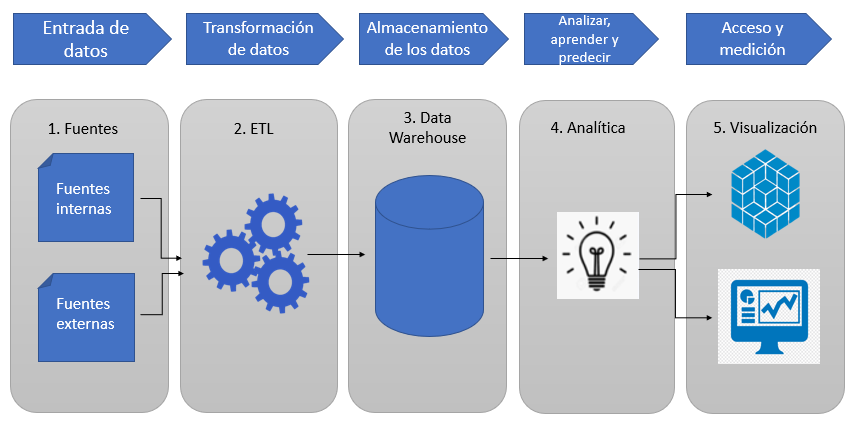 Entrada de
datos
Transformación
de datos
Almacenamiento
de los datos
Analizar,
aprender y
predecir
Acceso y
medición
1. Fuentes
2. ETL
3. Data
Warehouse
4. Analítica
5. Visualización
Fuentes
internas
Fuentes
externas